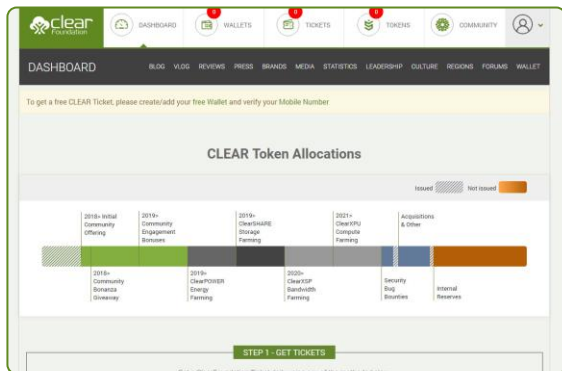 clear
Foundation
DASHBOARD
0
WALLETS
0
TICKETS
0
TOKENS
COMMUNITY
DASHBOARD
BLOG VLOG REVIEWS PRESS BRANDS MEDIA STATISTICS LEADERSHIP CULTURE REGIONS FORUMS WALLET
To get a free CLEAR Ticket, please create/add your free Wallet and verify your Mobile Number
CLEAR Token Allocations
Issued
Not issued
2018» Initial
Community
Offering
2019»
Community
Engagement
Bonuses
2019»
ClearSHARE
Storage
Farming
2021»
ClearXPU
Compute
Farming
Acquisitions
& Other
2018»
Community
Bonanza
Giveaway
2019»
ClearPOWER
Energy
Farming
2020»
ClearXSP
Bandwidth
Farming
Security
Bug
Bounties
Internal
Reserves
STEP 1 - GET TICKETS